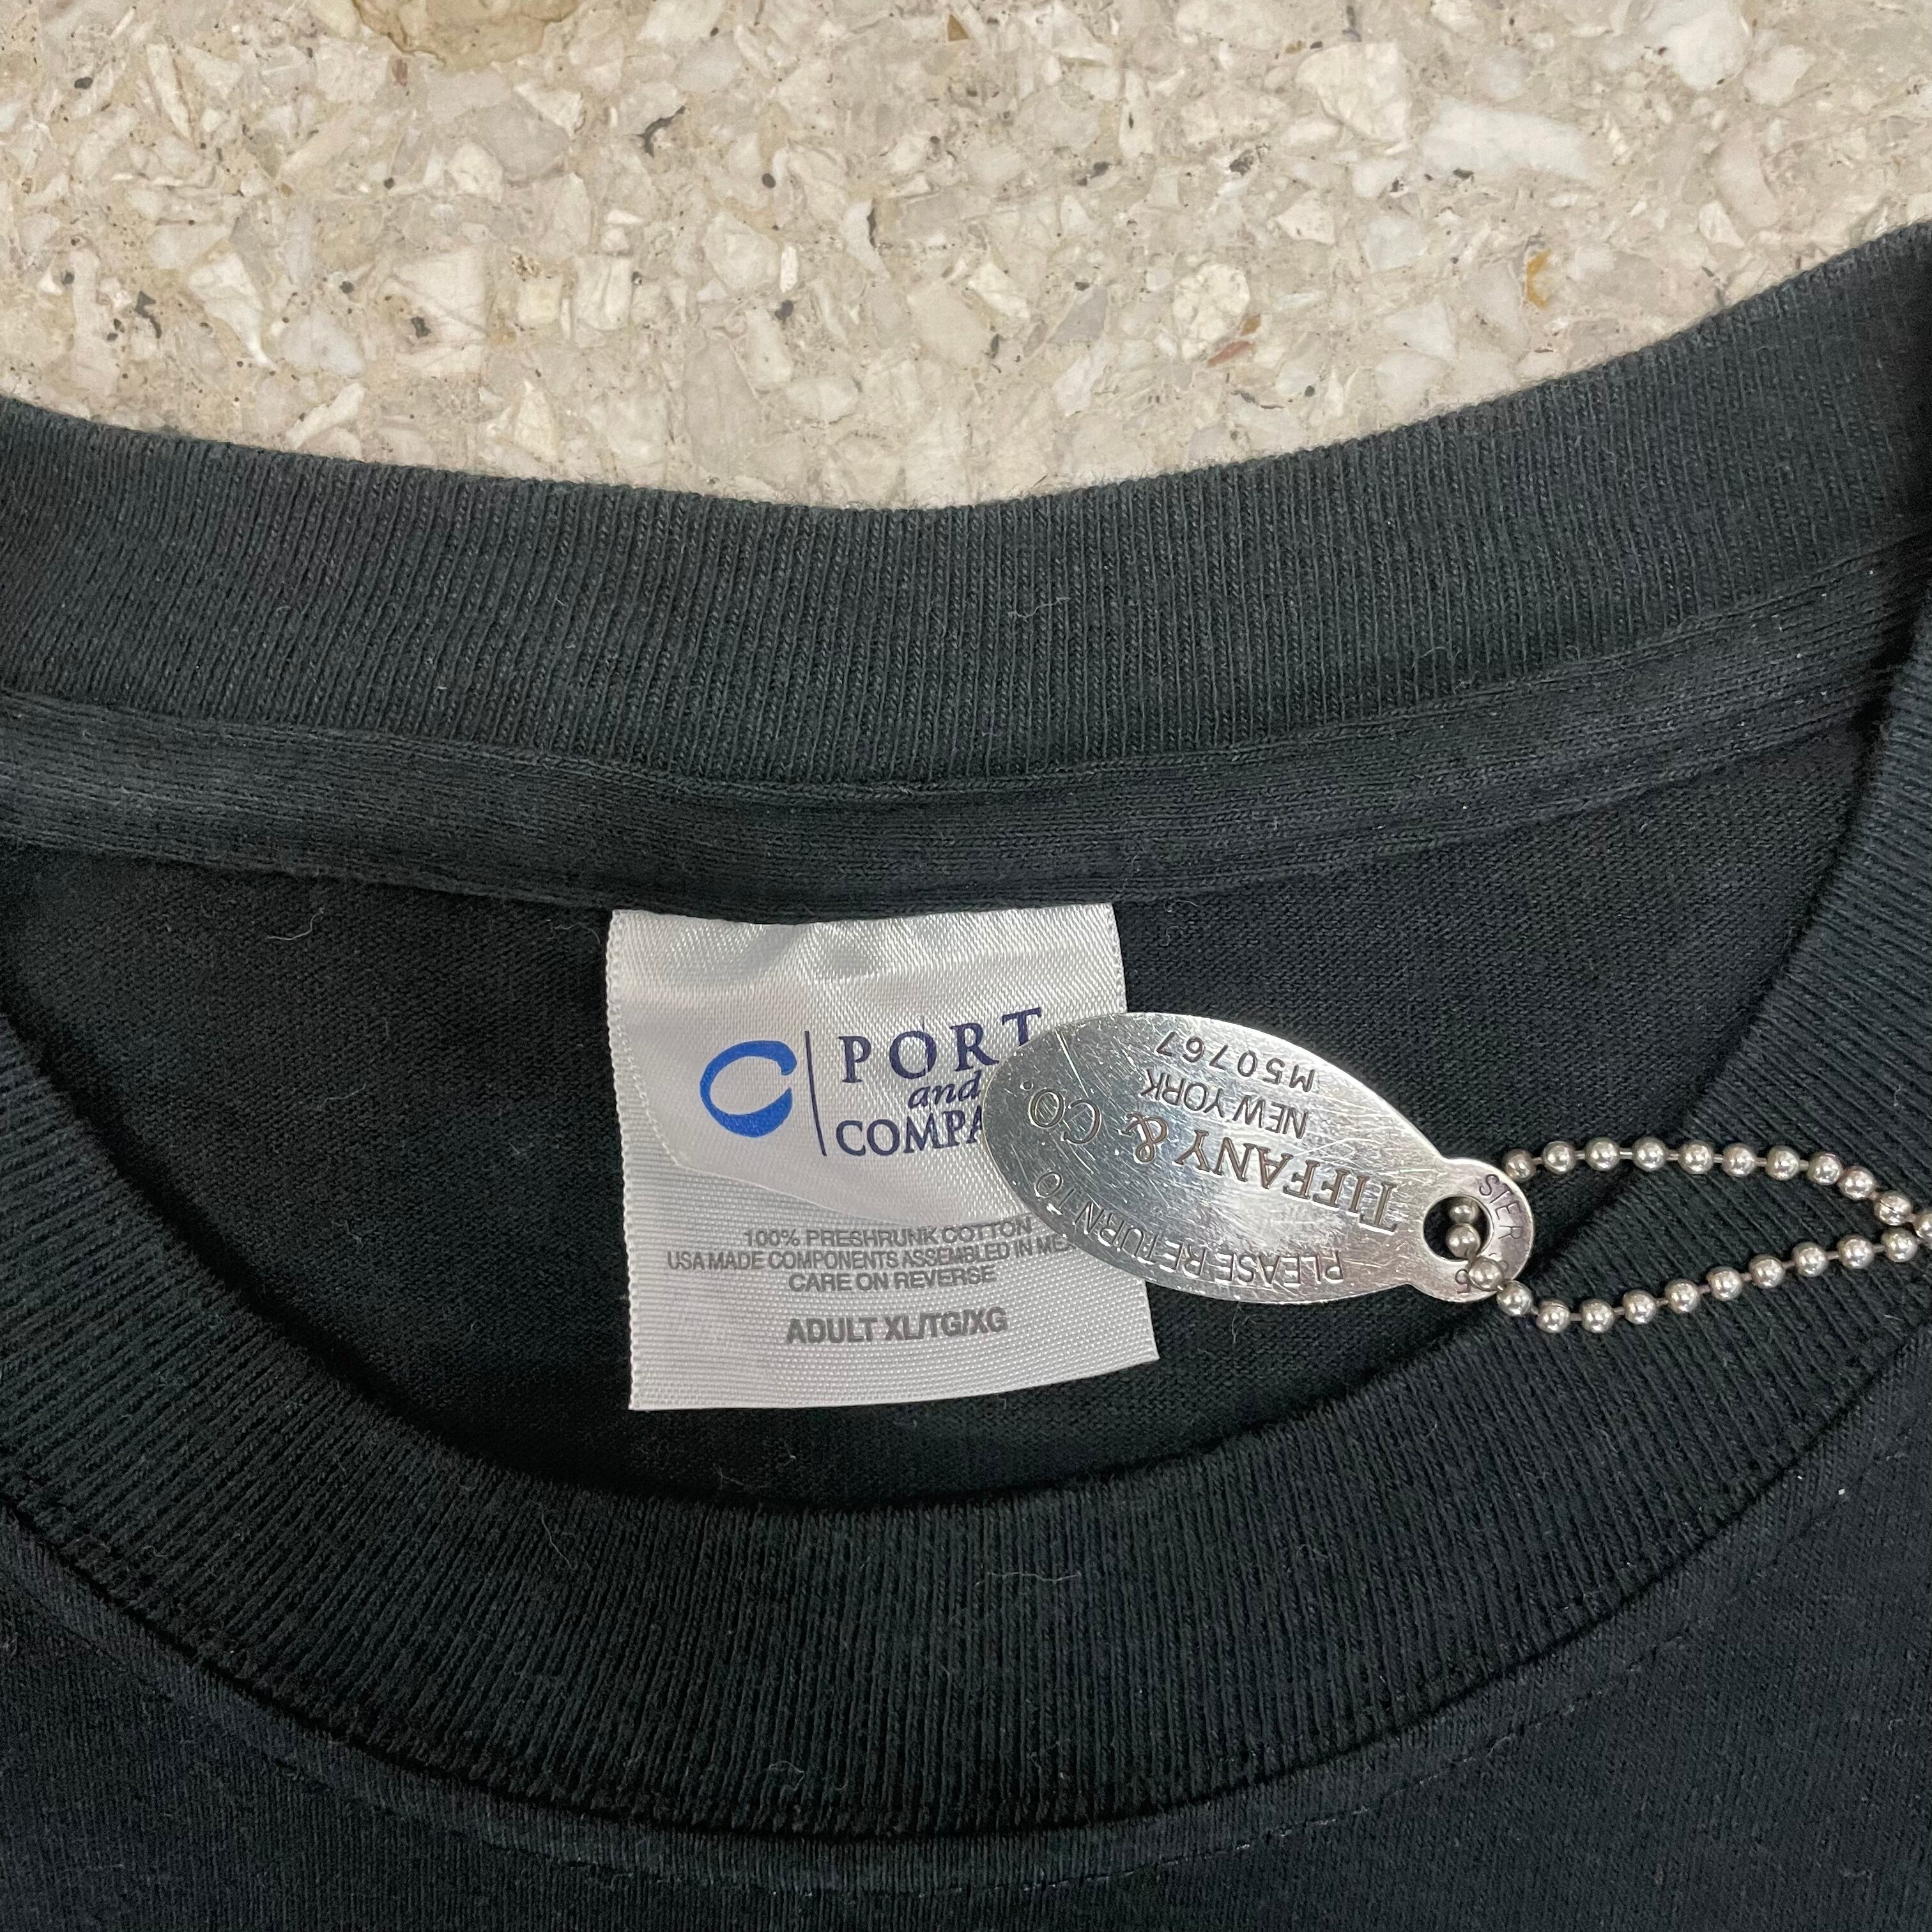 PORT
and
COMPA
100% PRESHRUNK COTTON
USA MADE COMPONENTS ASSEMBLED IN MEX
CARE ON REVERSE
ADULT XL/TG/XG
PLEASE RETURN TO
TIFFANY & CO.
NEW YORK
M50767